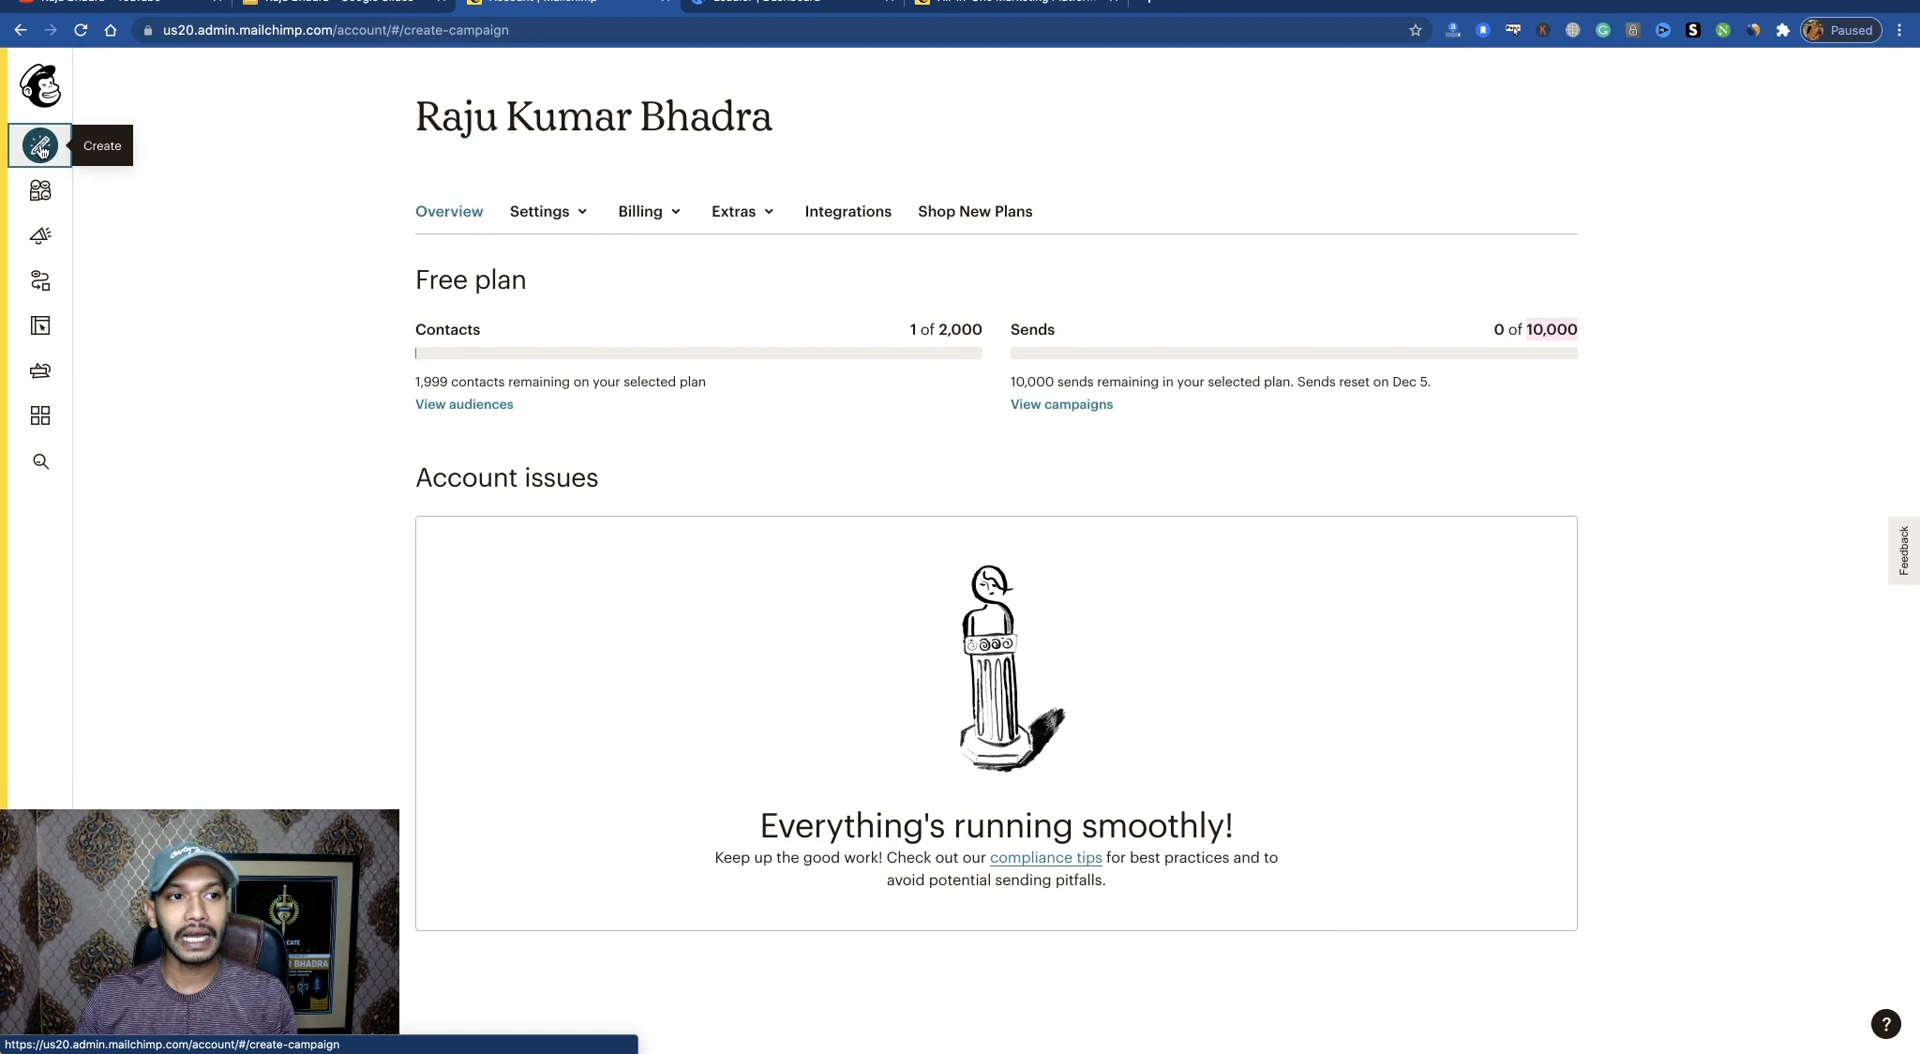 us20.admin.mailchimp.com/account/#/create-campaign
Paused
Raju Kumar Bhadra
Create
Overview Settings Billing Extras Integrations Shop New Plans
Free plan
Contacts 1 of 2,000 Sends 0 of 10,000
1,999 contacts remaining on your selected plan 10,000 sends remaining in your selected plan. Sends reset on Dec 5.
View audiences View campaigns
Account issues
Feedback
Everything's running smoothly!
Keep up the good work! Check out our compliance tips for best practices and to
avoid potential sending pitfalls.
BHADRA
https://us20.admin.mailchimp.com/account/#/create-campaign
?